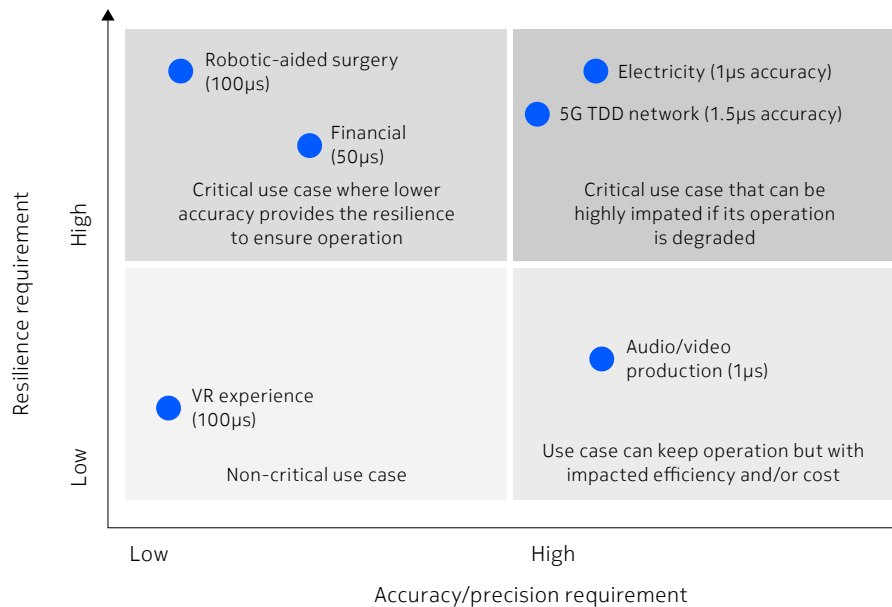 Resilience requirement
High
Low
Robotic-aided surgery
(100µs)
Financial
(50µs)
Critical use case where lower
accuracy provides the resilience
to ensure operation
Electricity (1µs accuracy)
5G TDD network (1.5µs accuracy)
Critical use case that can be
highly impated if its operation
is degraded
VR experience
(100µs)
Non-critical use case
Audio/video
production (1µs)
Use case can keep operation but with
impacted efficiency and/or cost
Low
High
Accuracy/precision requirement